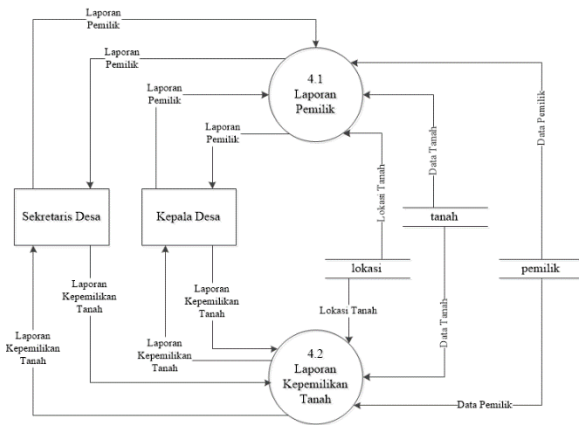 Laporan
Pemilik
Laporan
Pemilik
4.1
Laporan
Pemilik
Laporan
Pemilik
Laporan
Pemilik
Data Pemilik
Data Tanah
Lokasi Tanah
Sekretaris Desa
Kepala Desa
tanah
lokasi
pemilik
Laporan
Kepemilikan
Tanah
Laporan
Kepemilikan
Tanah
Lokasi Tanah
Data Tanah
Laporan
Kepemilikan
Tanah
Laporan
Kepemilikan
Tanah
4.2
Laporan
Kepemilikan
Tanah
Data Pemilik